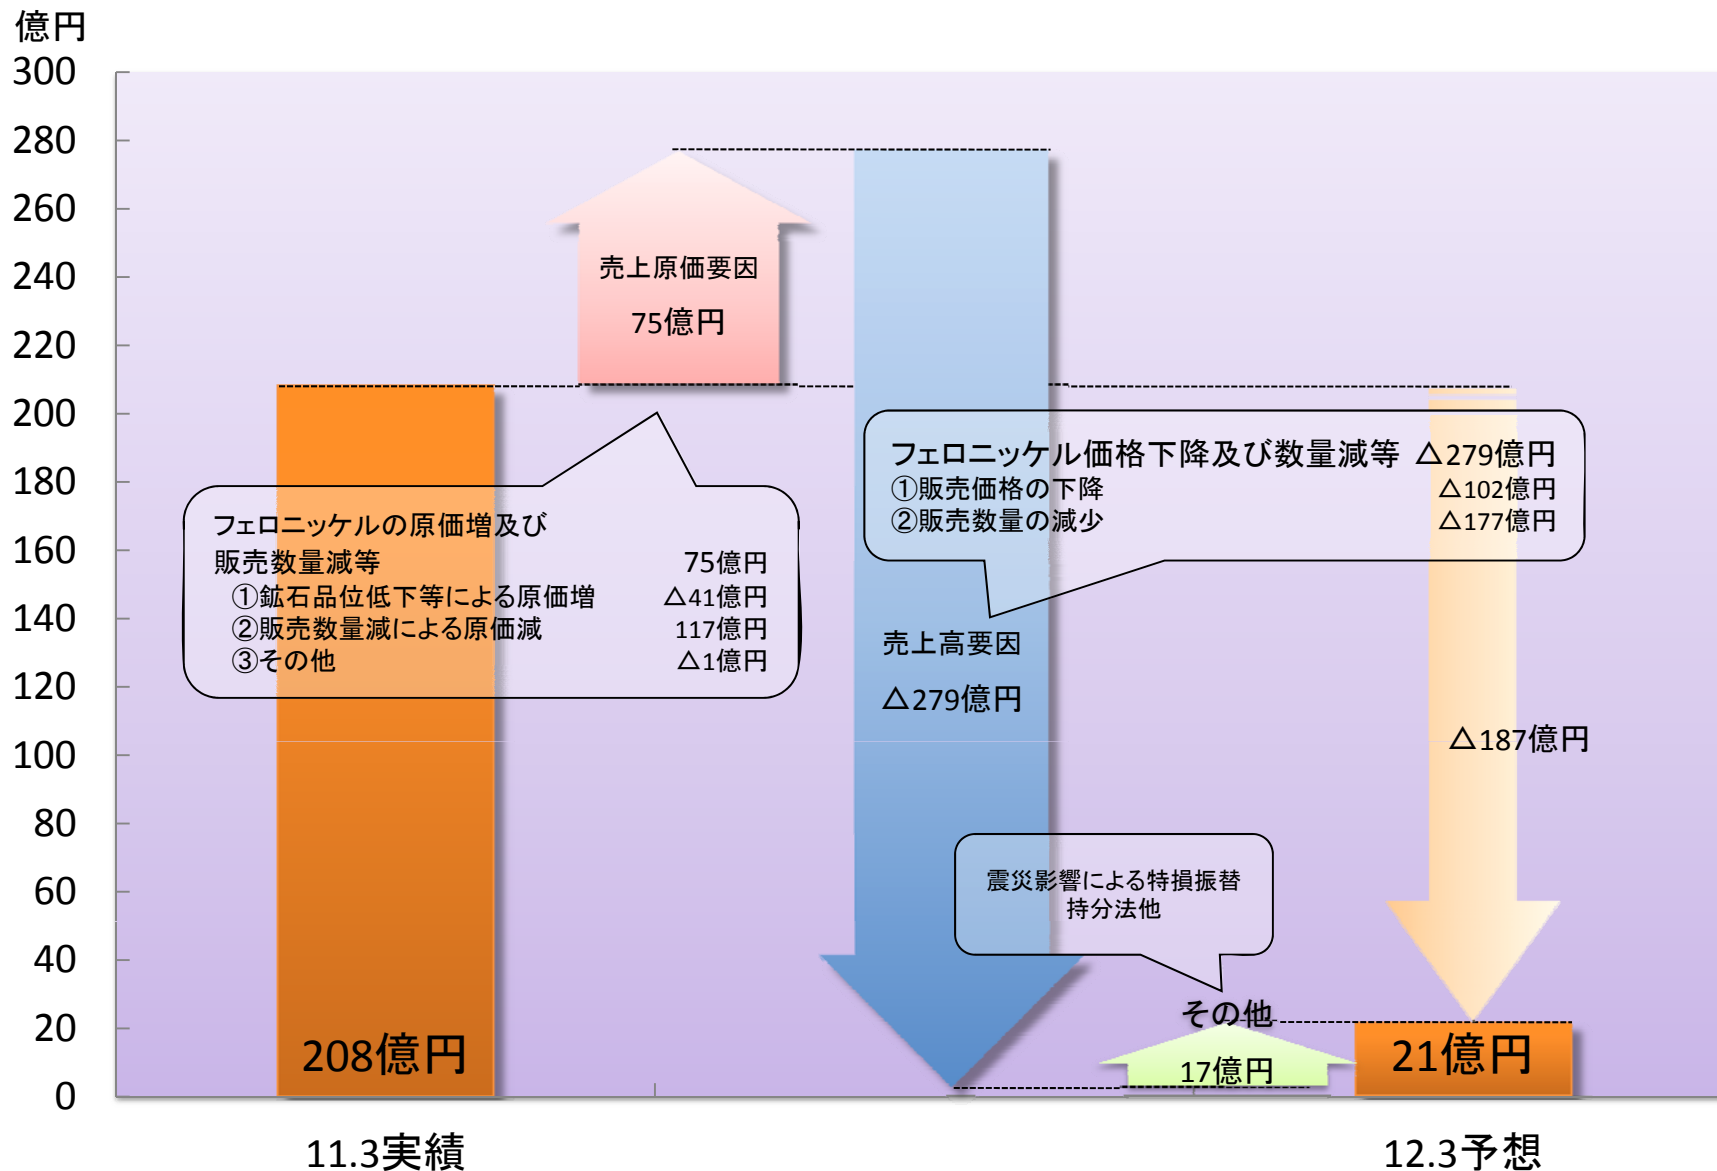 億円
300
280
260
240
220
200
180
160
140
120
100
80
60
40
20
0
売上原価要因
75億円
フェロニッケルの原価増及び
販売数量減等 75億円
①鉱石品位低下等による原価増 △41億円
②販売数量減による原価減 117億円
③その他 △1億円
208億円
フェロニッケル価格下降及び数量減等 △279億円
①販売価格の下降 △102億円
②販売数量の減少 △177億円
売上高要因
△279億円
△187億円
震災影響による特損振替
持分法他
その他
17億円
21億円
11.3実績
12.3予想